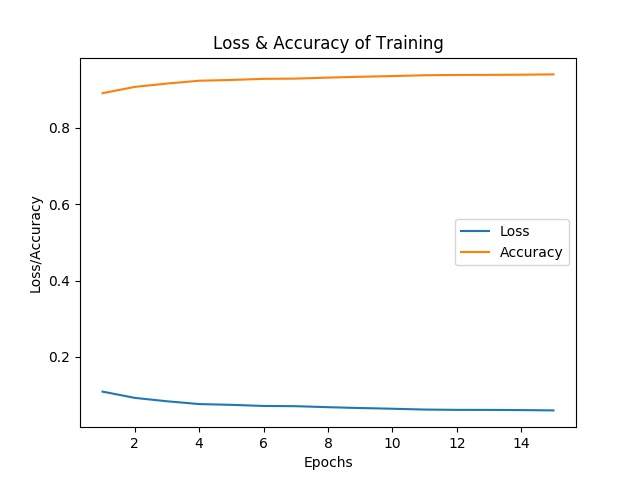 Loss & Accuracy of Training
Loss/Accuracy
0.8
0.6
0.4
0.2
Loss
Accuracy
2 4 6 8 10 12 14
Epochs